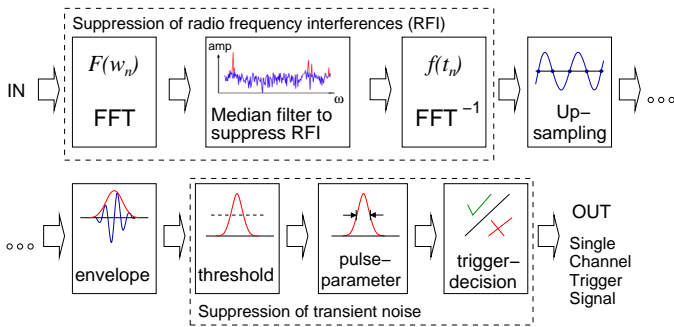 Suppression of radio frequency interferences (RFI)
IN
F(wₙ)
FFT
amp
ω
Median filter to
suppress RFI
f(tₙ)
FFT⁻¹
Up−
sampling
envelope
threshold
pulse−
parameter
trigger−
decision
OUT
Single
Channel
Trigger
Signal
Suppression of transient noise